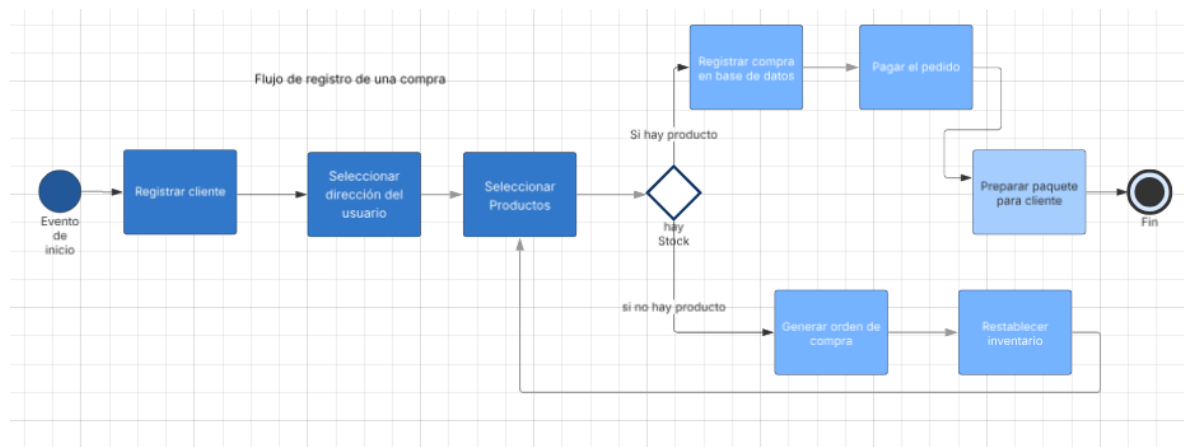 Flujo de registro de una compra
Evento
de
inicio
Registrar cliente
Seleccionar
dirección del
usuario
Seleccionar
Productos
hay
Stock
Si hay producto
Registrar compra
en base de datos
Pagar el pedido
Preparar paquete
para cliente
Fin
si no hay producto
Generar orden de
compra
Restablecer
inventario